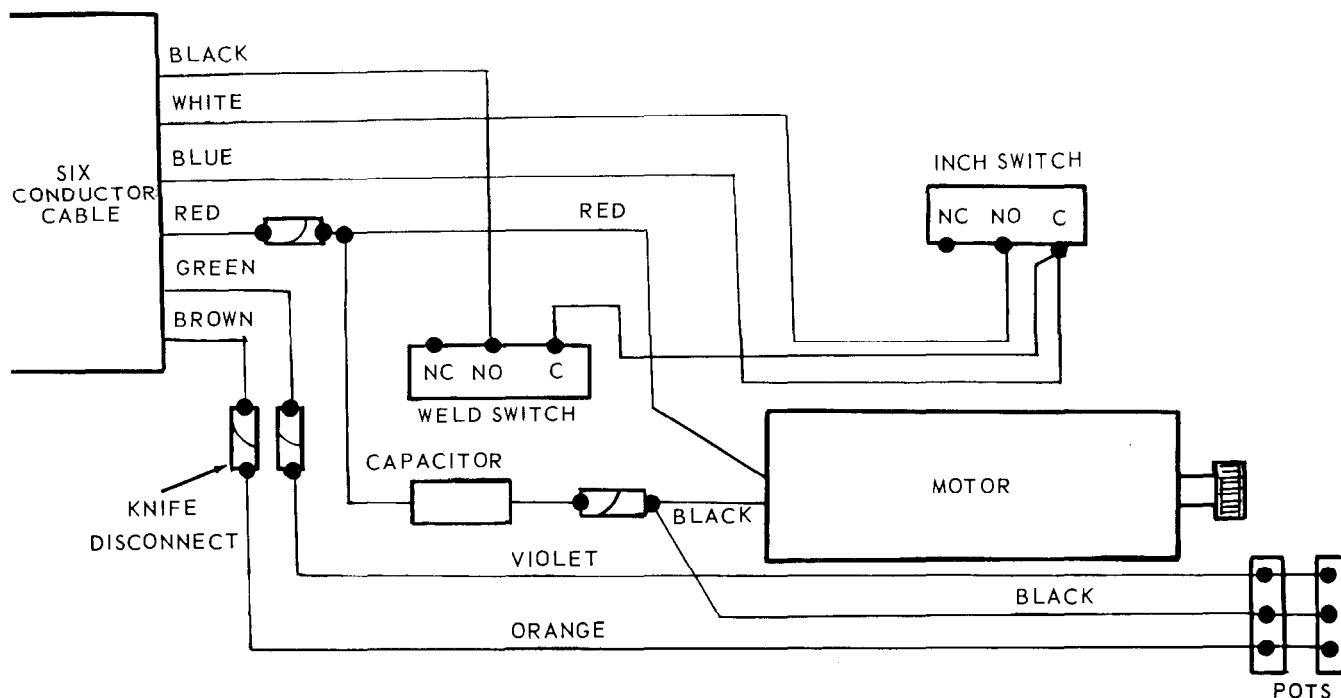 BLACK
WHITE
BLUE
SIX
CONDUCTOR
CABLE
RED
RED
GREEN
BROWN
INCH SWITCH
NC NO C
NC NO C
WELD SWITCH
CAPACITOR
KNIFE
DISCONNECT
MOTOR
BLACK
VIOLET
BLACK
ORANGE
POTS